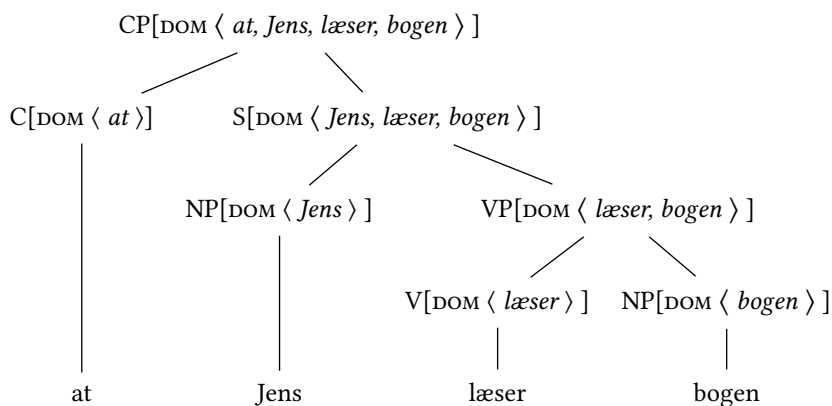 CP[DOM ⟨ at, Jens, læser, bogen ⟩ ]
C[DOM ⟨ at ⟩] S[DOM ⟨ Jens, læser, bogen ⟩ ]
NP[DOM ⟨ Jens ⟩ ] VP[DOM ⟨ læser, bogen ⟩ ]
V[DOM ⟨ læser ⟩ ] NP[DOM ⟨ bogen ⟩ ]
at Jens læser bogen